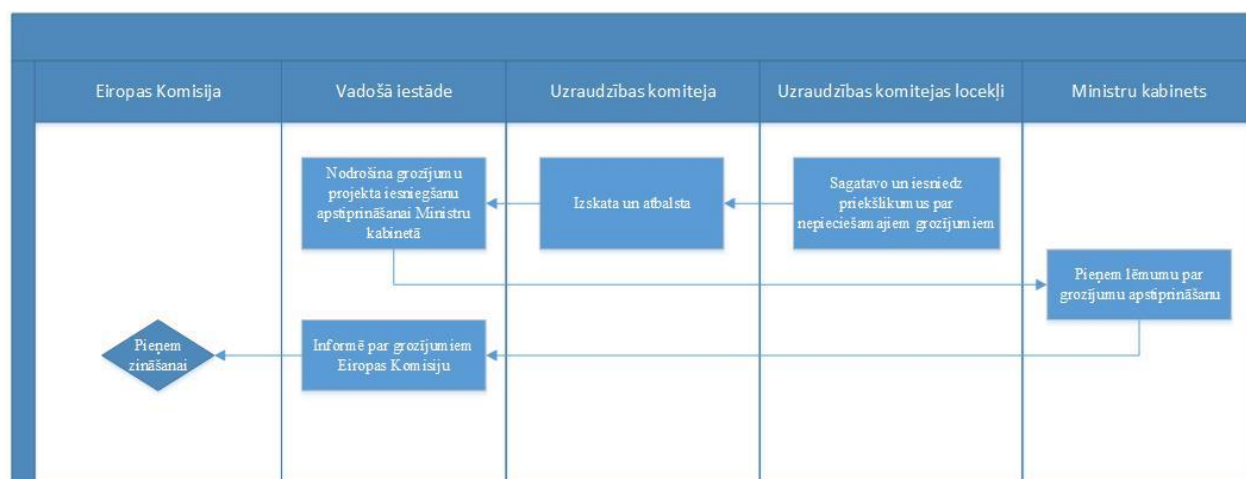 Eiropas Komisija
Vadošā iestāde
Uzraudzības komiteja
Uzraudzības komitejas locekļi
Ministru kabinets
Nodrošina grozījumu
projekta iesniegšanu
apstiprināšanai Ministru
kabinetā
Izskata un atbalsta
Sagatavo un iesniedz
priekšlikumus par
nepieciešamajiem grozījumiem
Pieņem lēmumu par
grozījumu apstiprināšanu
Pieņem
zināšanai
Informē par grozījumiem
Eiropas Komisiju